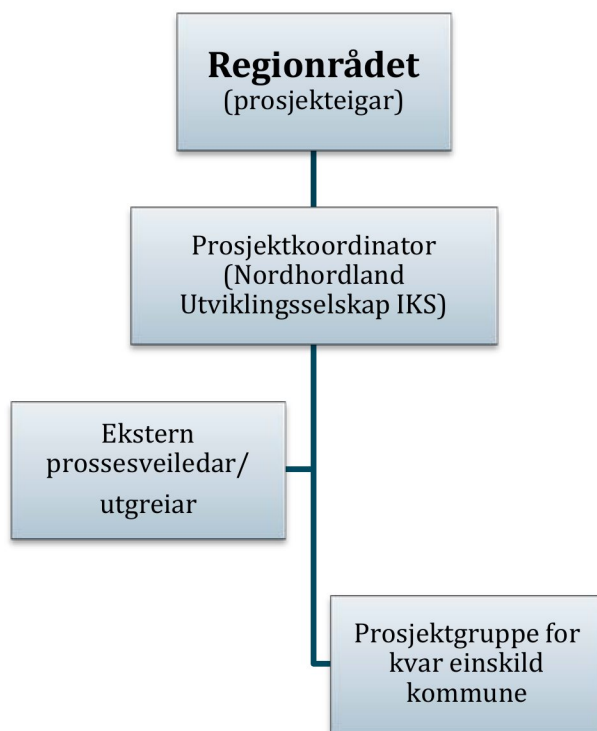 Regionrådet
(prosjekteigar)
Prosjektkoordinator
(Nordhordland
Utviklingsselskap IKS)
Ekstern
prossesveiledar/
utgreiar
Prosjektgruppe for
kvar einskild
kommune